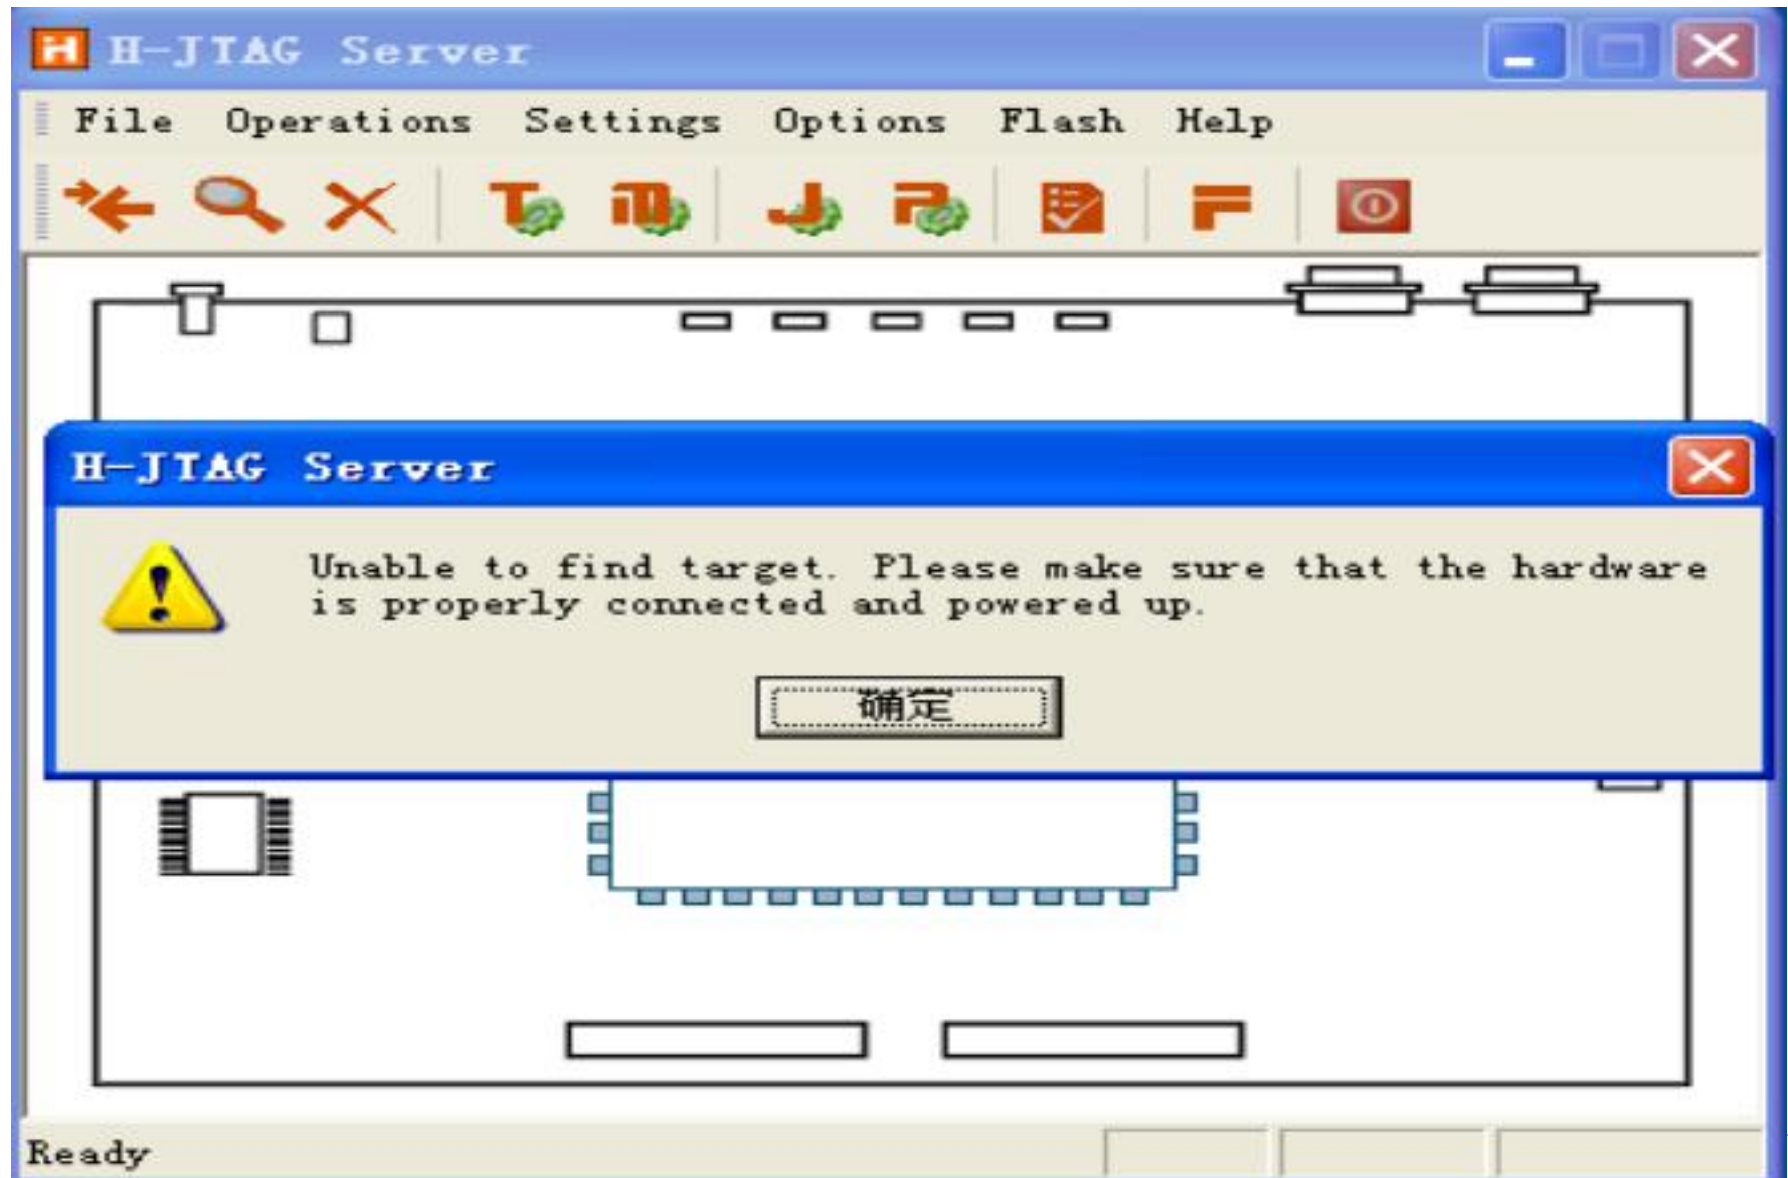 H-JTAG Server
File Operations Settings Options Flash Help
H-JTAG Server
Unable to find target. Please make sure that the hardware
is properly connected and powered up.
确定
Ready